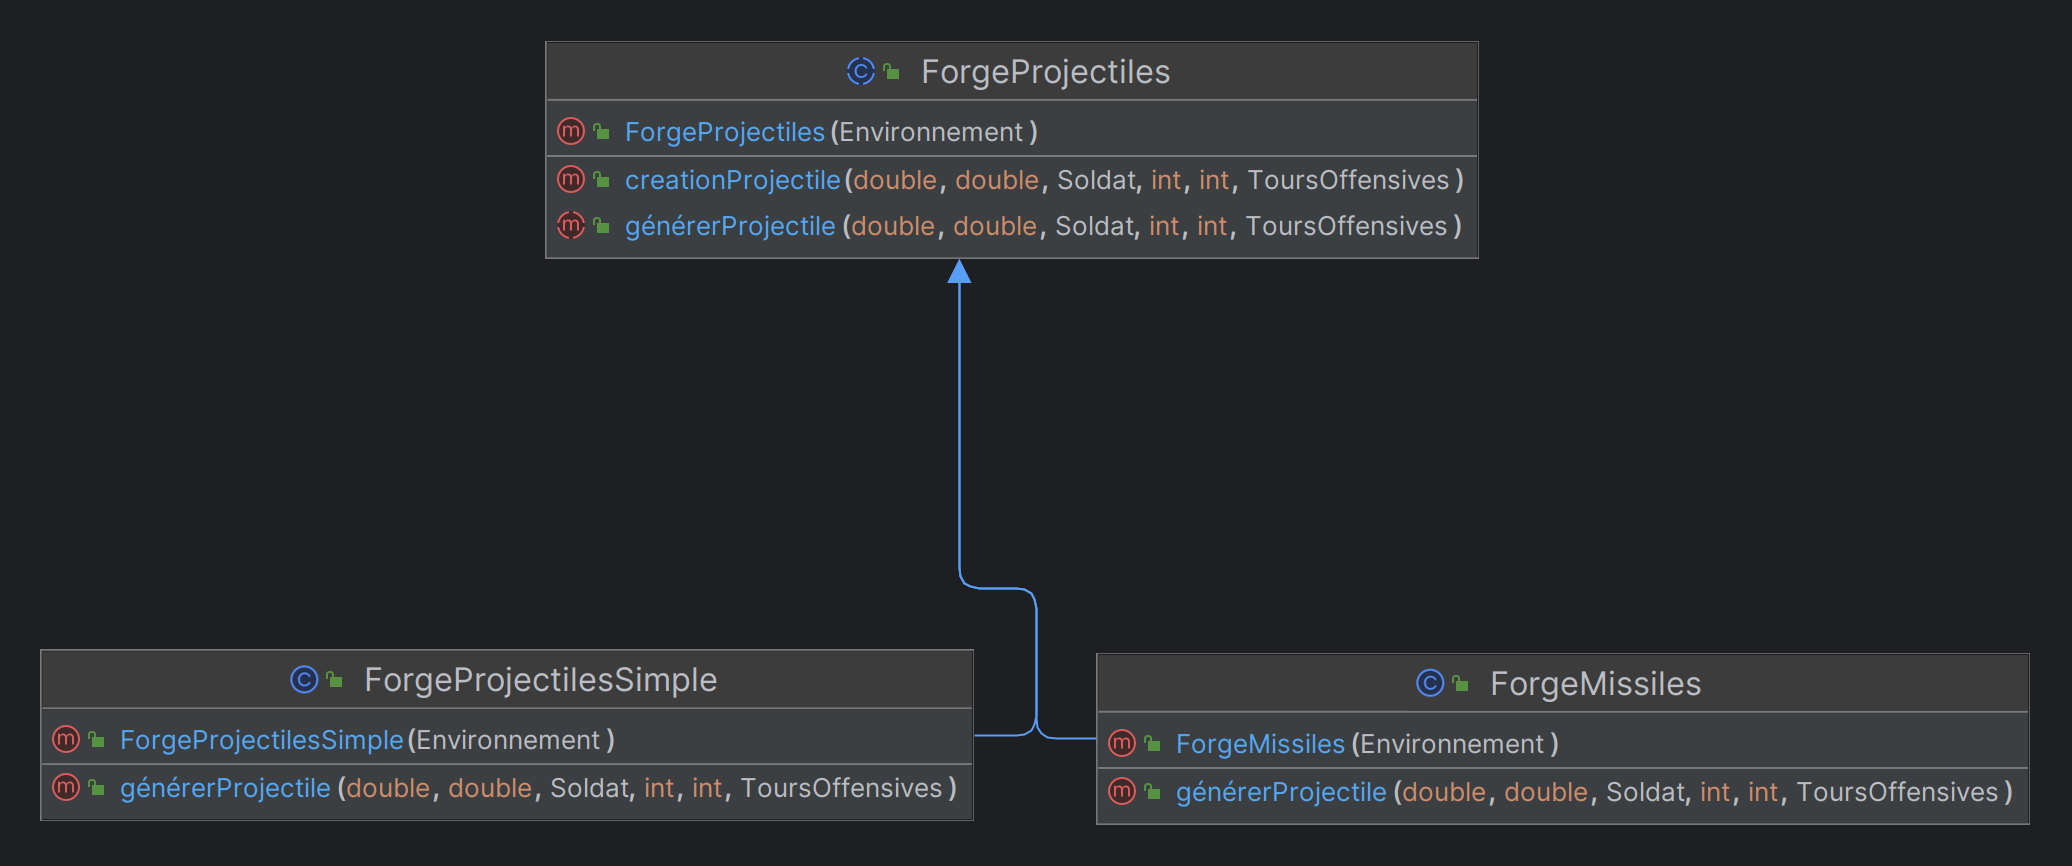 ForgeProjectiles
ForgeProjectiles(Environnement)
creationProjectile(double, double, Soldat, int, int, ToursOffensives)
générerProjectile(double, double, Soldat, int, int, ToursOffensives)
ForgeProjectilesSimple
ForgeProjectilesSimple(Environnement)
générerProjectile(double, double, Soldat, int, int, ToursOffensives)
ForgeMissiles
ForgeMissiles(Environnement)
générerProjectile(double, double, Soldat, int, int, ToursOffensives)